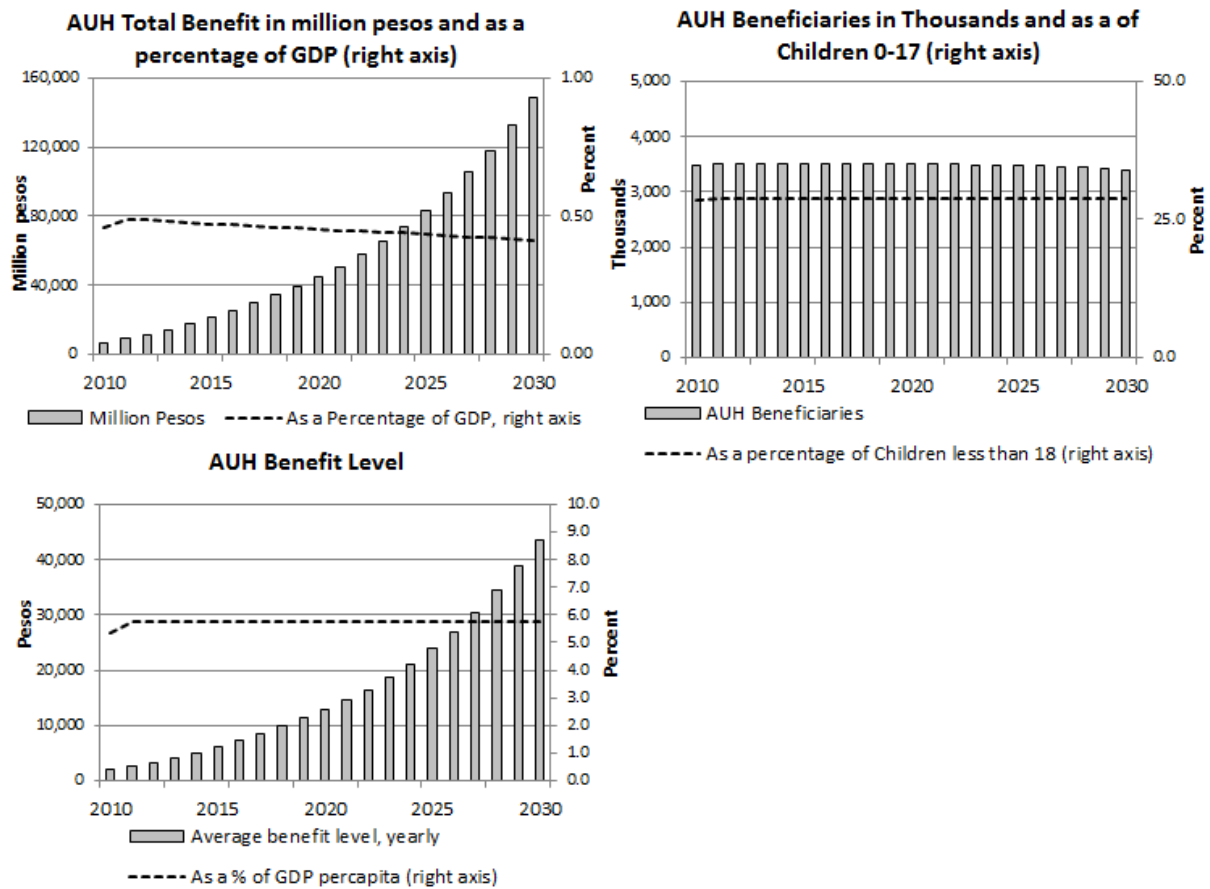 AUH Total Benefit in million pesos and as a
percentage of GDP (right axis)
160,000
120,000
80,000
40,000
0
Million pesos
1.00
0.50
0.00
Percent
2010 2015 2020 2025 2030
Million Pesos
As a Percentage of GDP, right axis
AUH Beneficiaries in Thousands and as a of
Children 0-17 (right axis)
5,000
4,000
3,000
2,000
1,000
0
Thousands
50.0
25.0
0.0
Percent
2010 2015 2020 2025 2030
AUH Beneficiaries
As a percentage of Children less than 18 (right axis)
AUH Benefit Level
50,000
40,000
30,000
20,000
10,000
0
Pesos
10.0
9.0
8.0
7.0
6.0
5.0
4.0
3.0
2.0
1.0
0.0
Percent
2010 2015 2020 2025 2030
Average benefit level, yearly
As a % of GDP percapita (right axis)